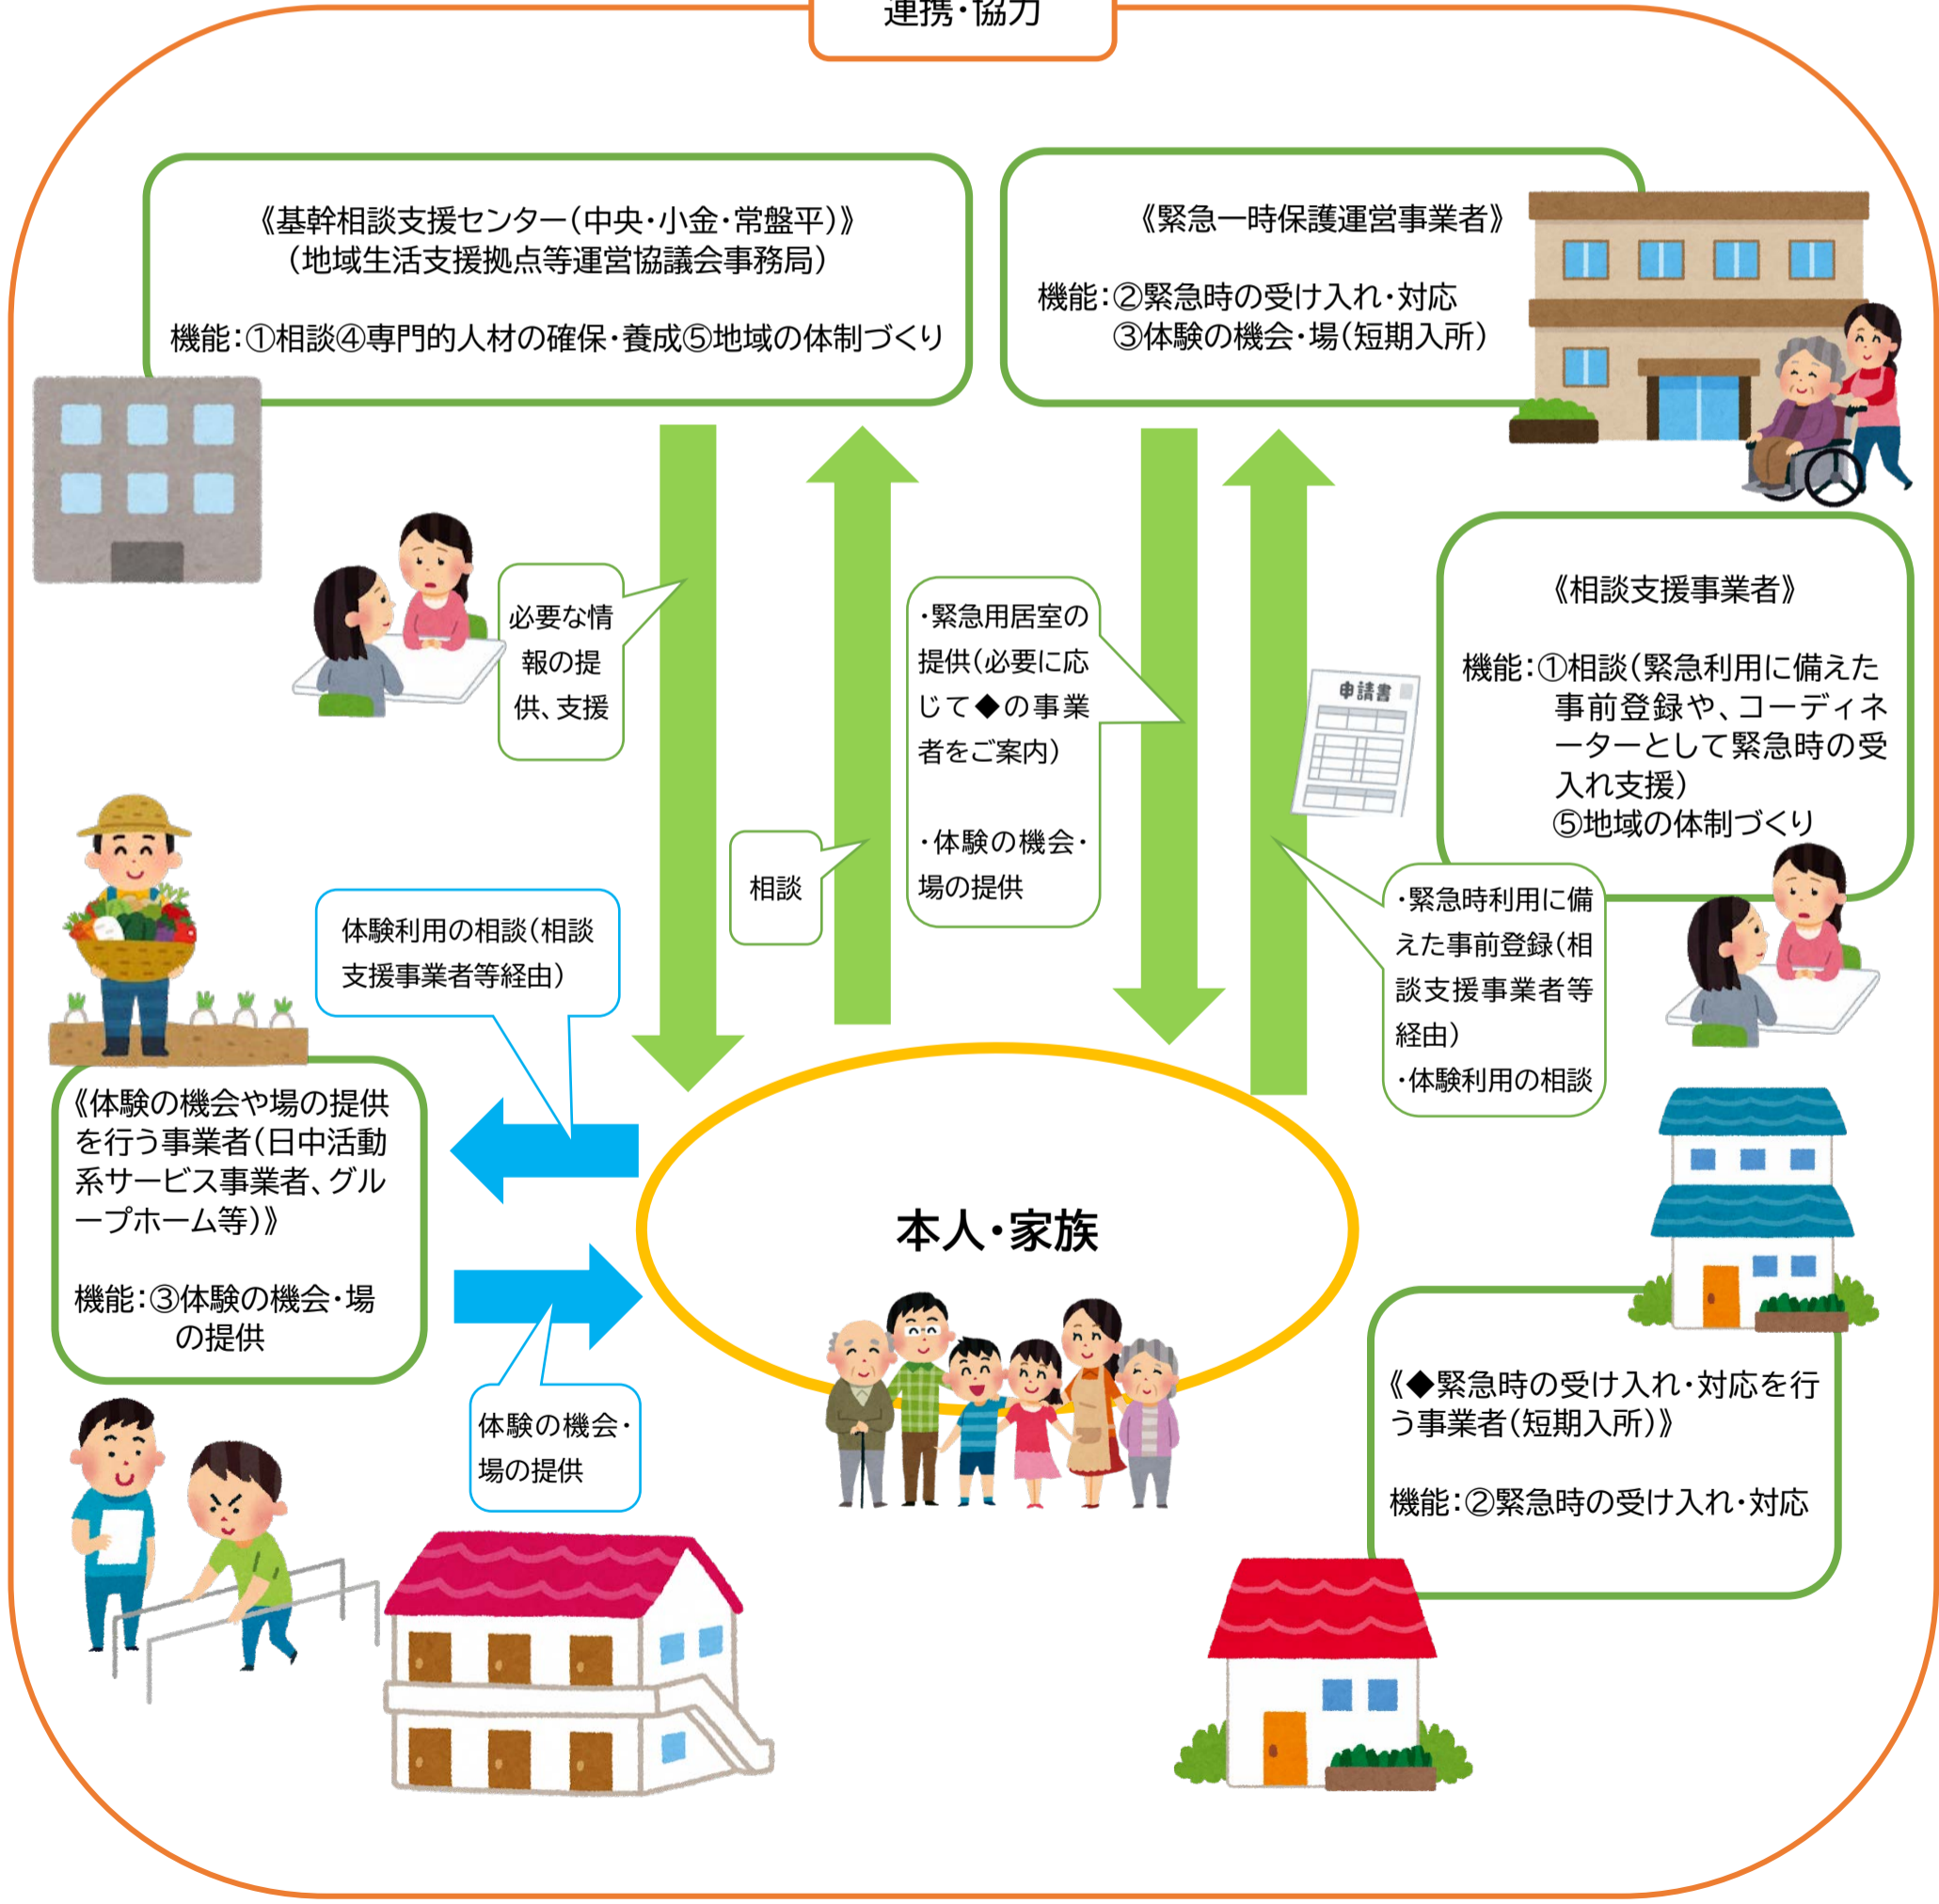 連携・協力
《基幹相談支援センター(中央・小金・常盤平)》
(地域生活支援拠点等運営協議会事務局)
機能:①相談④専門的人材の確保・養成⑤地域の体制づくり
《緊急一時保護運営事業者》
機能:②緊急時の受け入れ・対応
③体験の機会・場(短期入所)
《相談支援事業者》
機能:①相談(緊急利用に備えた
事前登録や、コーディネ
ーターとして緊急時の受
入れ支援)
⑤地域の体制づくり
必要な情
報の提
供、支援
相談
・緊急用居室の
提供(必要に応
じて◆の事業
者をご案内)
・体験の機会・
場の提供
申請書
・緊急時利用に備
えた事前登録(相
談支援事業者等
経由)
・体験利用の相談
体験利用の相談(相談
支援事業者等経由)
《体験の機会や場の提供
を行う事業者(日中活動
系サービス事業者、グル
ープホーム等)》
機能:③体験の機会・場
の提供
体験の機会・
場の提供
本人・家族
《◆緊急時の受け入れ・対応を行
う事業者(短期入所)》
機能:②緊急時の受け入れ・対応